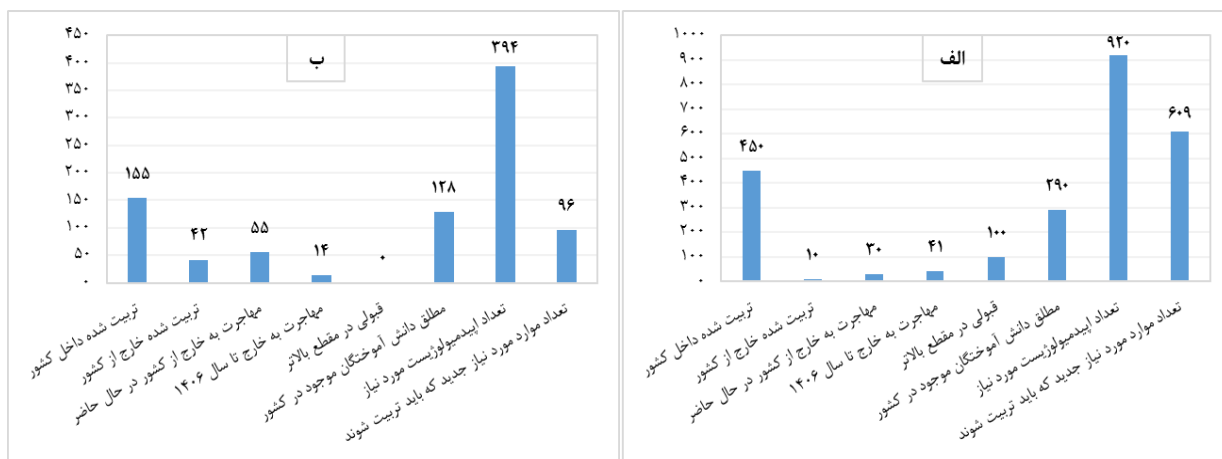 الف
۱۰۰۰
۹۰۰
۸۰۰
۷۰۰
۶۰۰
۵۰۰
۴۰۰
۳۰۰
۲۰۰
۱۰۰
۰
۴۵۰
۱۰
۳۰
۴۱
۱۰۰
۲۹۰
۹۲۰
۶۰۹
تربیت شده داخل کشور
تربیت شده خارج از کشور
مهاجرت به خارج از کشور در حال حاضر
مهاجرت به خارج تا سال ۱۴۰۶
قبولی در مقطع بالاتر
مطلق دانش آموختگان موجود در کشور
تعداد اپیدمیولوژیست مورد نیاز
تعداد موارد مورد نیاز جدید که باید تربیت شوند
ب
۴۵۰
۴۰۰
۳۵۰
۳۰۰
۲۵۰
۲۰۰
۱۵۰
۱۰۰
۵۰
۰
۱۵۵
۴۲
۵۵
۱۴
۰
۱۲۸
۳۹۴
۹۶
تربیت شده داخل کشور
تربیت شده خارج از کشور
مهاجرت به خارج از کشور در حال حاضر
مهاجرت به خارج تا سال ۱۴۰۶
قبولی در مقطع بالاتر
مطلق دانش آموختگان موجود در کشور
تعداد اپیدمیولوژیست مورد نیاز
تعداد موارد مورد نیاز جدید که باید تربیت شوند